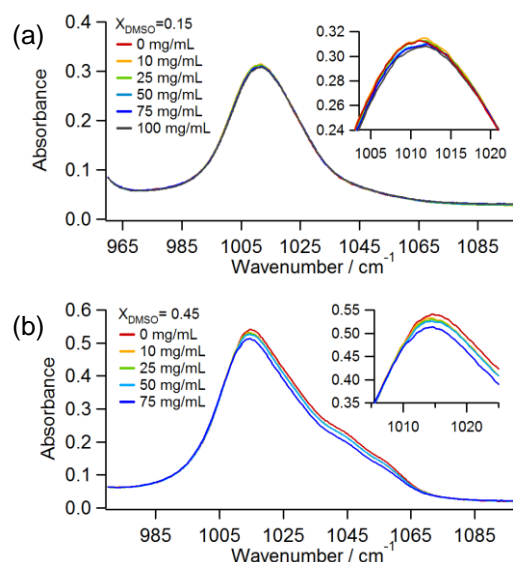 (a)
X_DMSO=0.15
0 mg/mL
10 mg/mL
25 mg/mL
50 mg/mL
75 mg/mL
100 mg/mL
0.4
0.3
0.2
0.1
0.0
Absorbance
0.32
0.30
0.28
0.26
0.24
1005 1010 1015 1020
965 985 1005 1025 1045 1065 1085
Wavenumber / cm⁻¹
(b)
X_DMSO= 0.45
0 mg/mL
10 mg/mL
25 mg/mL
50 mg/mL
75 mg/mL
0.6
0.5
0.4
0.3
0.2
0.1
0.0
Absorbance
0.55
0.50
0.45
0.40
0.35
1010 1020
985 1005 1025 1045 1065 1085
Wavenumber / cm⁻¹